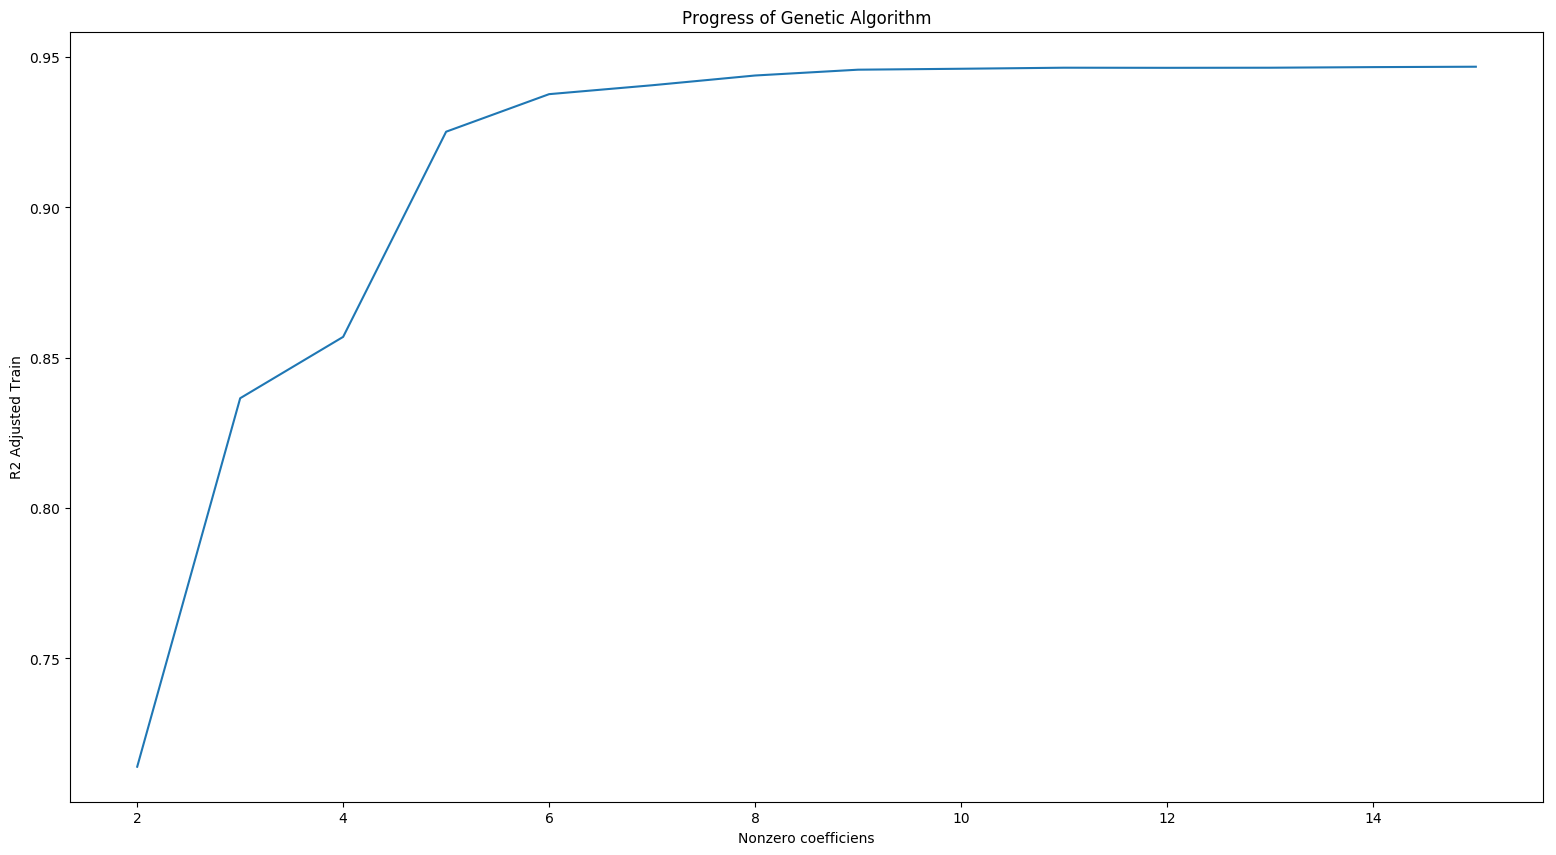 Progress of Genetic Algorithm
0.95
0.90
0.85
0.80
0.75
R2 Adjusted Train
2 4 6 8 10 12 14
Nonzero coefficiens